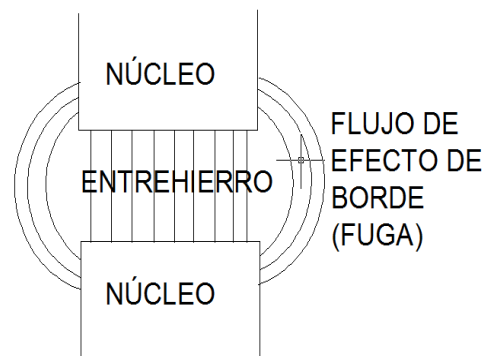 NÚCLEO
ENTREHIERRO
FLUJO DE
EFECTO DE
BORDE
(FUGA)
NÚCLEO